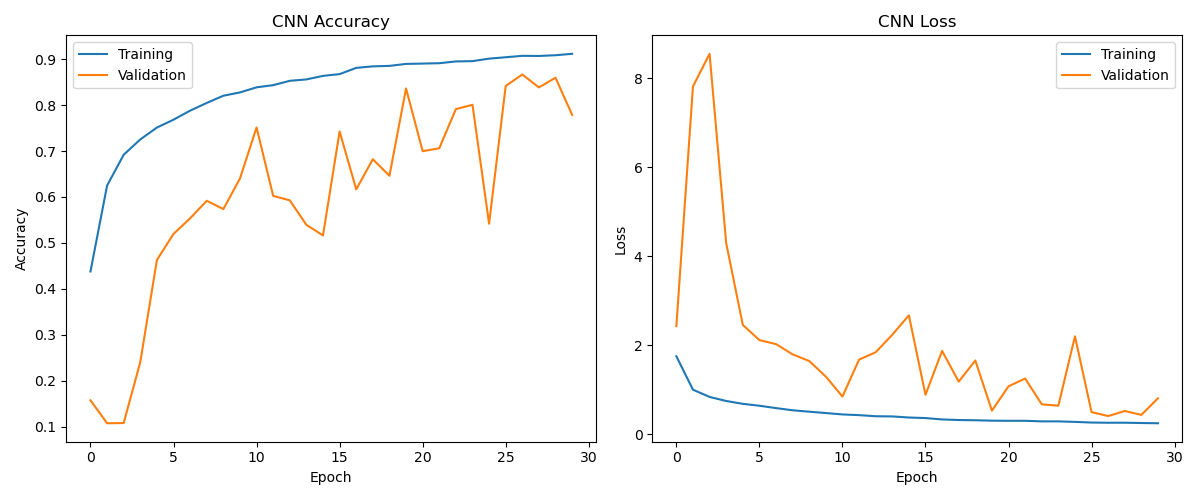 CNN Accuracy
Training
Validation
Accuracy
0.9
0.8
0.7
0.6
0.5
0.4
0.3
0.2
0.1
0 5 10 15 20 25 30
Epoch
CNN Loss
Training
Validation
Loss
8
6
4
2
0
0 5 10 15 20 25 30
Epoch